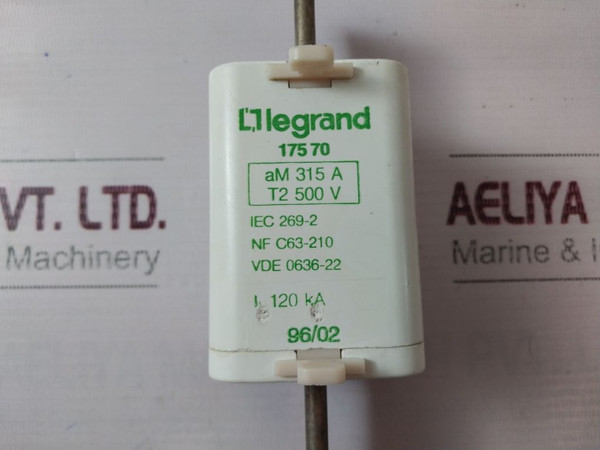 legrand
175 70
aM 315 A
T2 500 V
IEC 269-2
NF C63-210
VDE 0636-22
I₁ 120 kA
96/02
VT. LTD.
Machinery
AELIYA
Marine & I